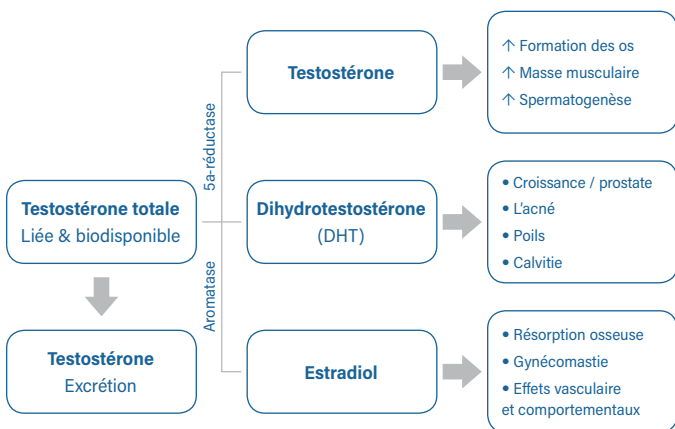 Testostérone
↑ Formation des os
↑ Masse musculaire
↑ Spermatogenèse
5a-réductase
Testostérone totale
Liée & biodisponible
Dihydrotestostérone
(DHT)
• Croissance / prostate
• L'acné
• Poils
• Calvitie
Aromatase
Testostérone
Excrétion
Estradiol
• Résorption osseuse
• Gynécomastie
• Effets vasculaire
et comportementaux